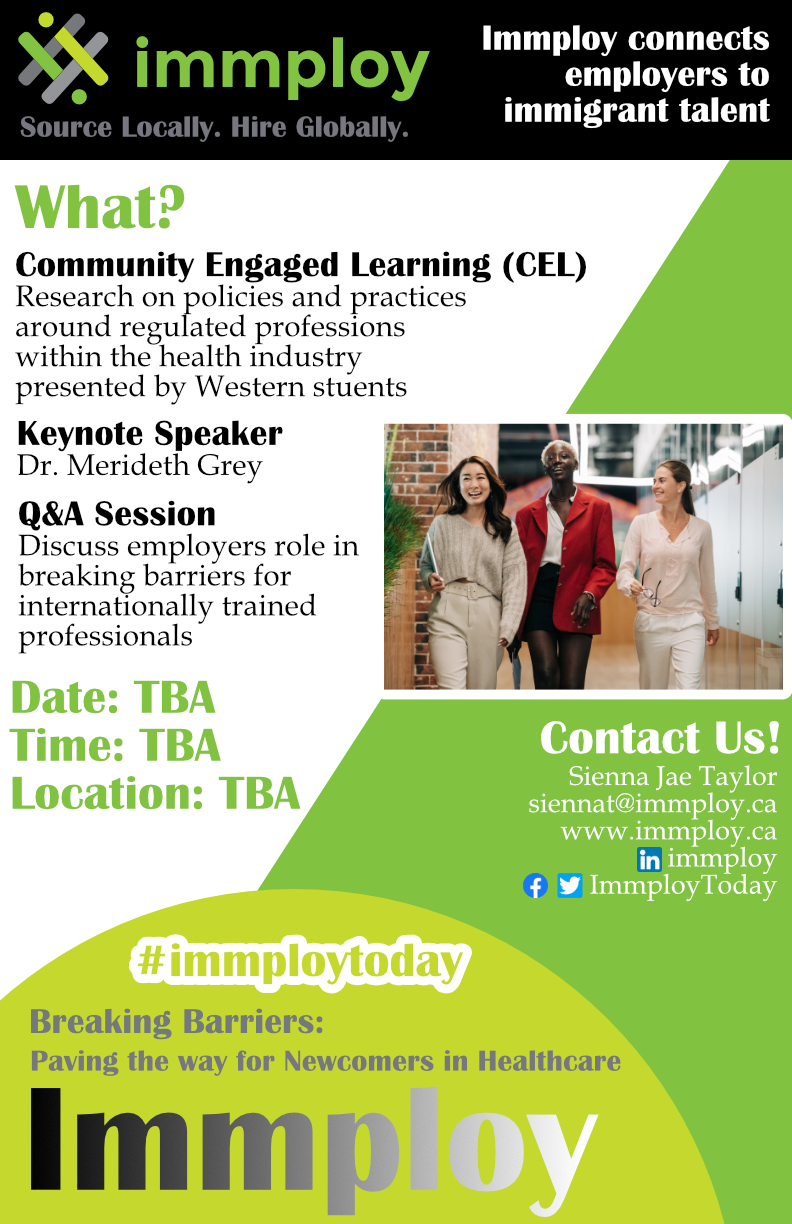 immploy
Source Locally. Hire Globally.
Immploy connects
employers to
immigrant talent
What?
Community Engaged Learning (CEL)
Research on policies and practices
around regulated professions
within the health industry
presented by Western stuents
Keynote Speaker
Dr. Merideth Grey
Q&A Session
Discuss employers role in
breaking barriers for
internationally trained
professionals
Date: TBA
Time: TBA
Location: TBA
Contact Us!
Sienna Jae Taylor
siennat@immploy.ca
www.immploy.ca
in immploy
ImmployToday
#immploytoday
Breaking Barriers:
Paving the way for Newcomers in Healthcare
Immploy